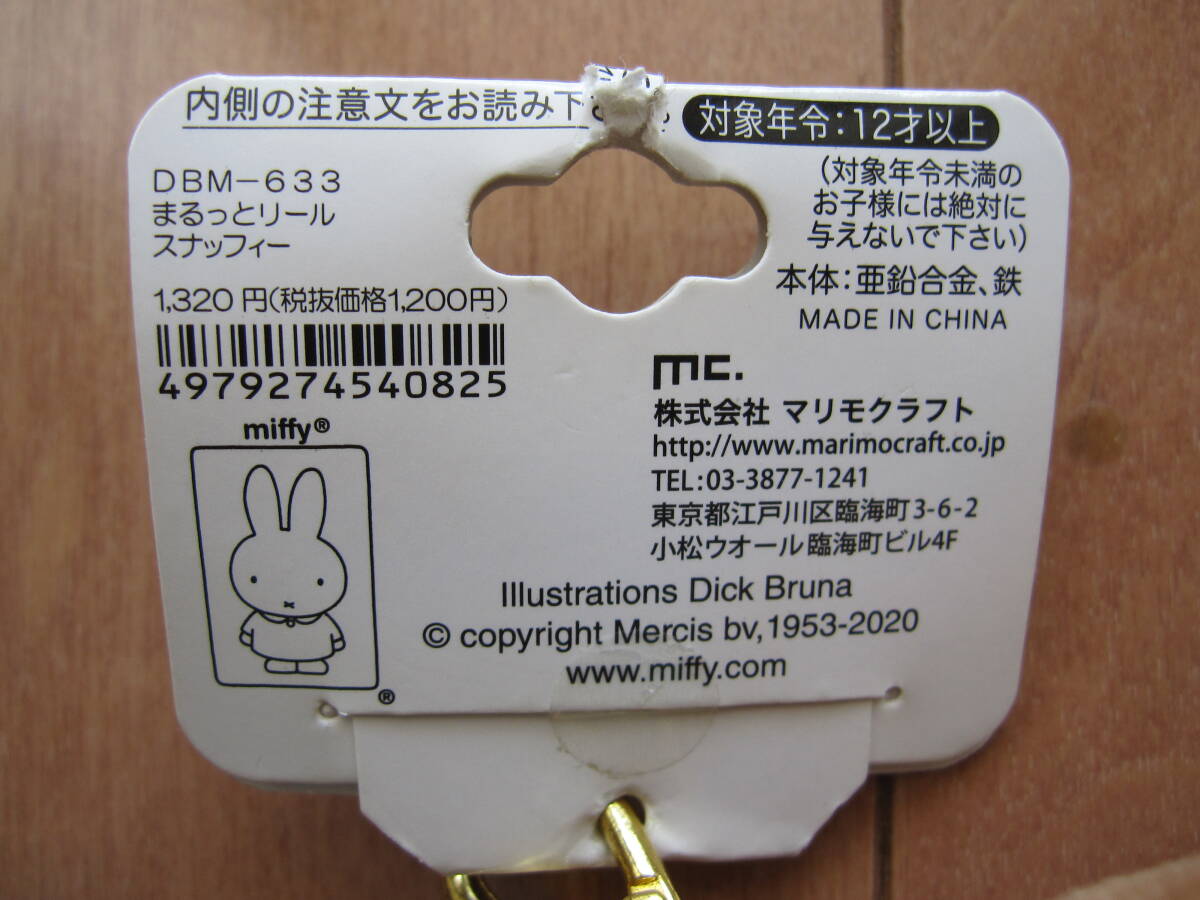 内側の注意文をお読み下
対象年令:12才以上
(対象年令未満の
お子様には絶対に
与えないで下さい)
DBM-633
まるっとリール
スナッフィー
1,320円(税抜価格1,200円)
4979274540825
本体:亜鉛合金、鉄
MADE IN CHINA
mc.
株式会社 マリモクラフト
http://www.marimocraft.co.jp
TEL:03-3877-1241
東京都江戸川区臨海町3-6-2
小松ウオール臨海町ビル4F
miffy®
®
Illustrations Dick Bruna
© copyright Mercis bv,1953-2020
www.miffy.com